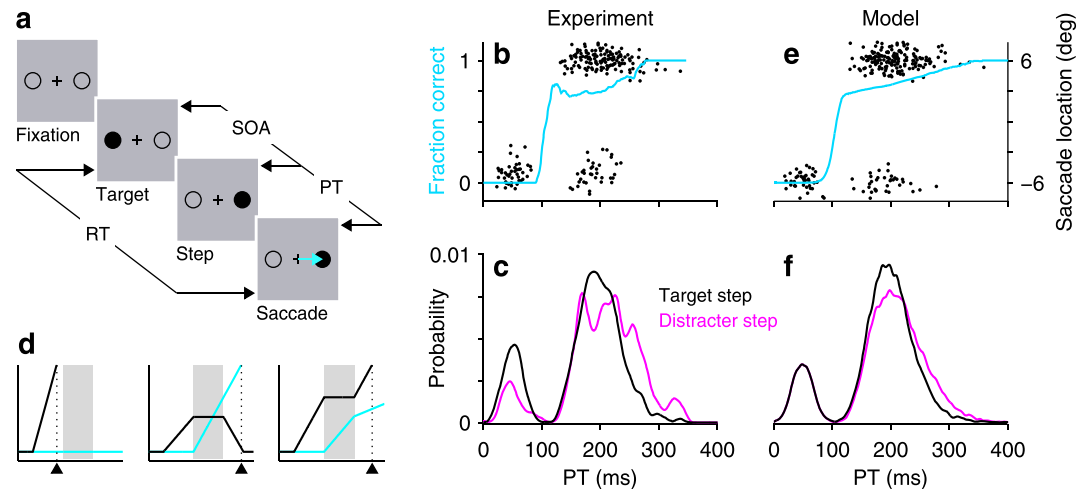 a
Fixation
Target
Step
Saccade
SOA
PT
RT
Experiment
b
Fraction correct
1
0
Model
e
6
−6
Saccade location (deg)
c
0.01
Probability
0
0
100
200
300
400
PT (ms)
Target step
Distracter step
f
0
100
200
300
400
PT (ms)
d